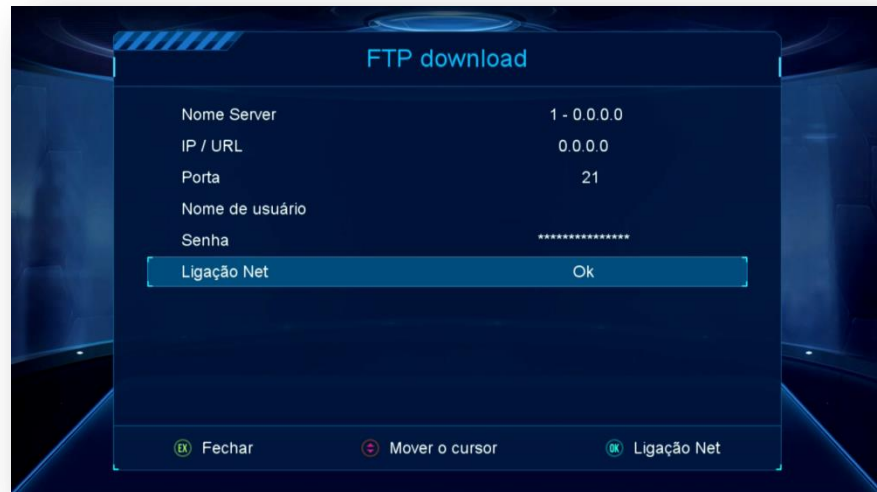 FTP download
Nome Server 1 - 0.0.0.0
IP / URL 0.0.0.0
Porta 21
Nome de usuário
Senha ***************
Ligação Net Ok
EX Fechar Mover o cursor OK Ligação Net